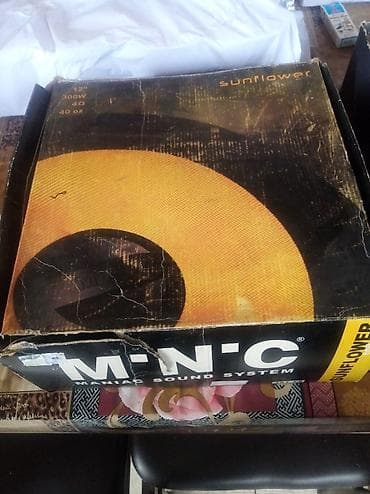 sunflower
12"
300W
4Ω
40 oz
M·N·C®
MANIAC SOUND SYSTEM
SUNFLOWER